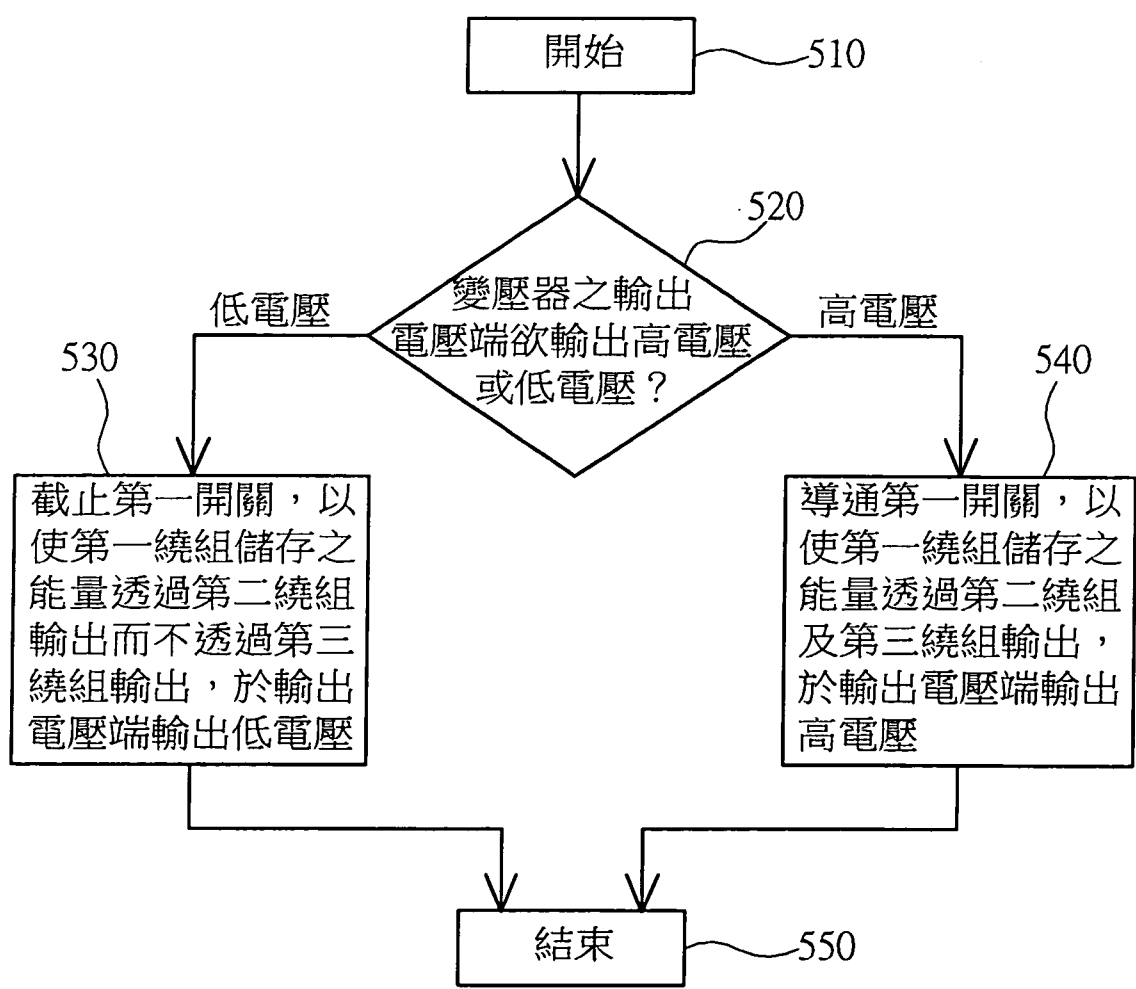 開始
510
520
變壓器之輸出
電壓端欲輸出高電壓
或低電壓？
低電壓
高電壓
530
540
截止第一開關，以
使第一繞組儲存之
能量透過第二繞組
輸出而不透過第三
繞組輸出，於輸出
電壓端輸出低電壓
導通第一開關，以
使第一繞組儲存之
能量透過第二繞組
及第三繞組輸出，
於輸出電壓端輸出
高電壓
結束
550